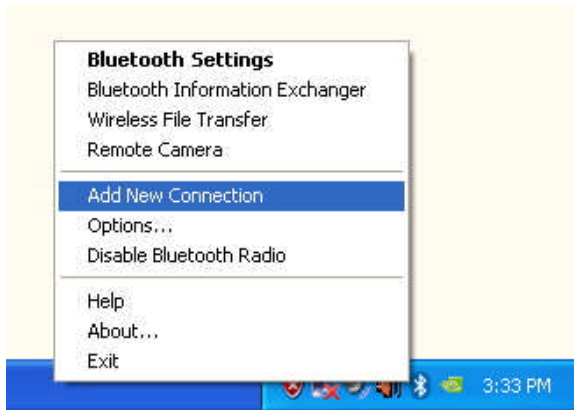 Bluetooth Settings
Bluetooth Information Exchanger
Wireless File Transfer
Remote Camera
Add New Connection
Options...
Disable Bluetooth Radio
Help
About...
Exit
3:33 PM